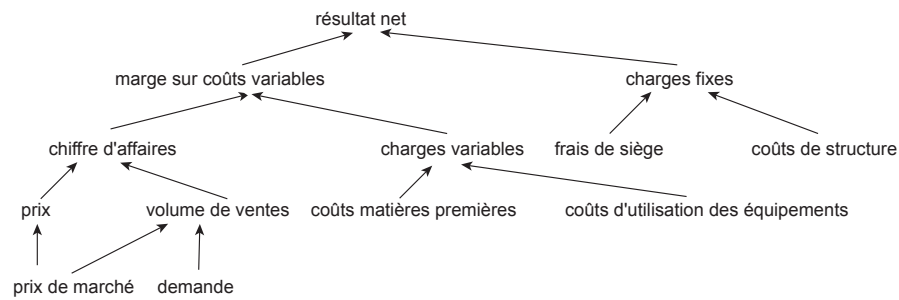 résultat net
marge sur coûts variables
charges fixes
chiffre d'affaires
charges variables
frais de siège
coûts de structure
prix
volume de ventes
coûts matières premières
coûts d'utilisation des équipements
prix de marché
demande